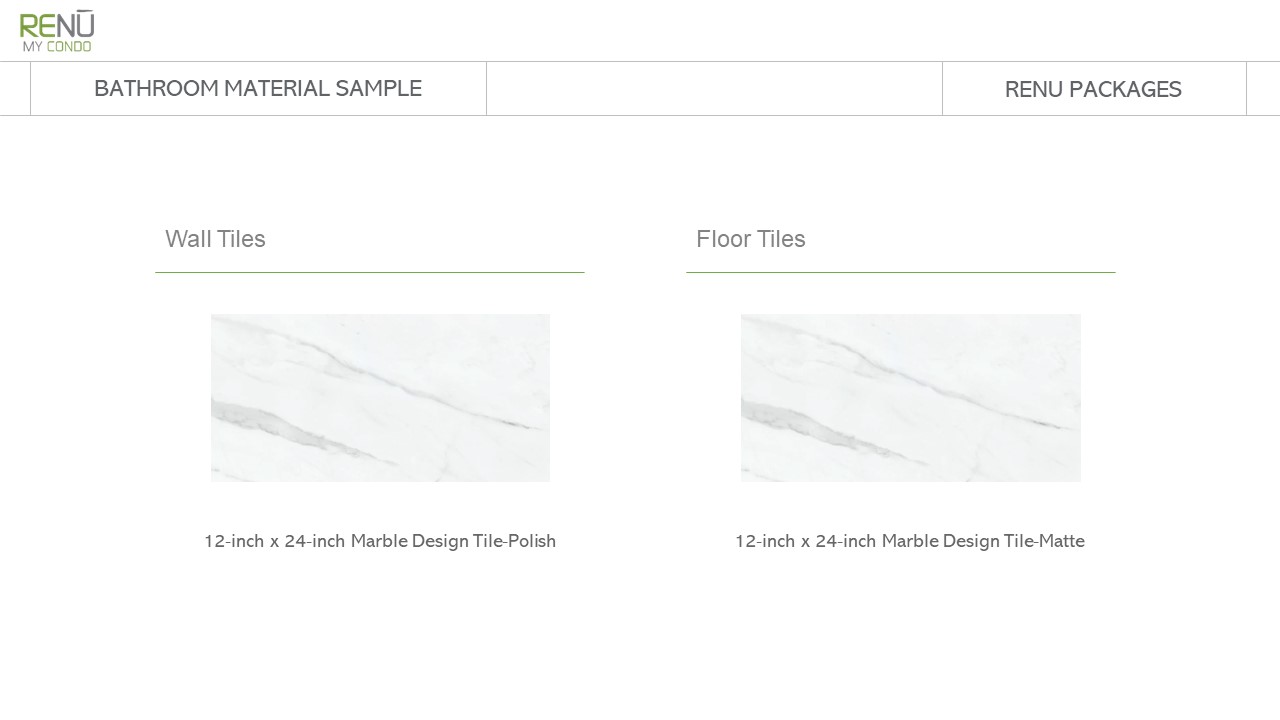 RENŪ
MY CONDO
BATHROOM MATERIAL SAMPLE
RENU PACKAGES
Wall Tiles
Floor Tiles
12-inch x 24-inch Marble Design Tile-Polish
12-inch x 24-inch Marble Design Tile-Matte